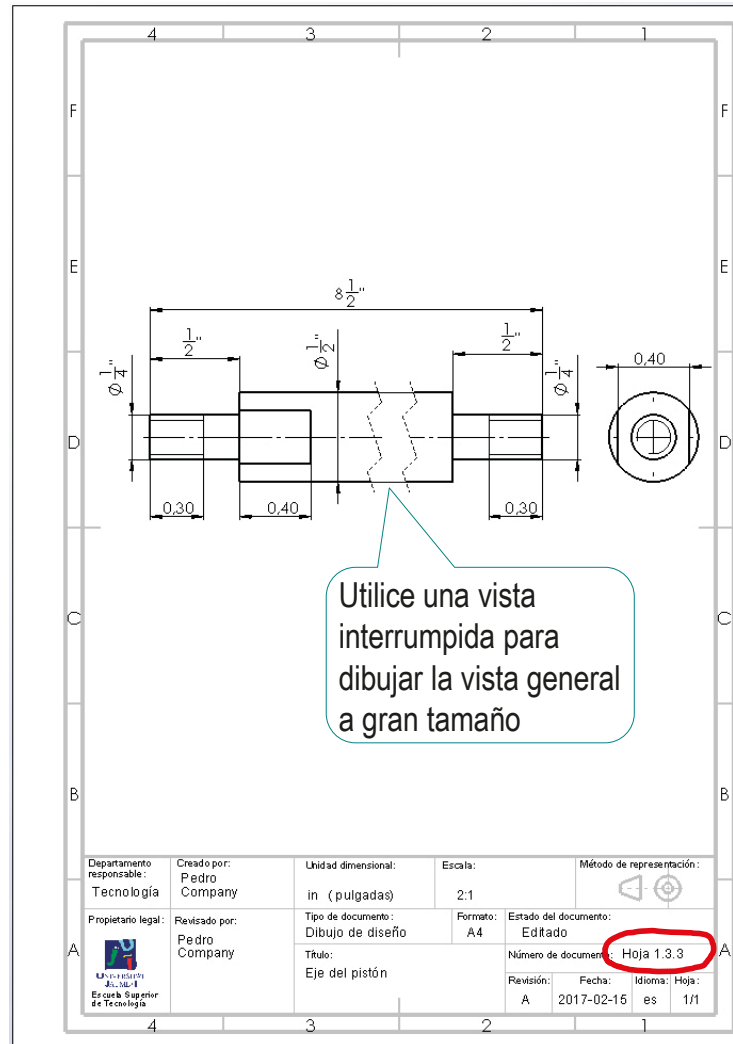 4 3 2 1
F F
E E
8 1/2"
1/2" Ø 1/2" 1/2" 0,40
Ø 1/4" Ø 1/4"
D D
0,30 0,40 0,30
Utilice una vista
interrumpida para
dibujar la vista general
a gran tamaño
C C
B B
Departamento responsable: Creado por: Unidad dimensional: Escala: Método de representación:
Tecnología Pedro Company in (pulgadas) 2:1
Propietario legal: Revisado por: Tipo de documento: Formato: Estado del documento:
Pedro Company Dibujo de diseño A4 Editado
A Título: Número de documento: Hoja 1.3.3 A
Eje del pistón
UNIVERSITAT
JAUME·I
Escuela Superior
de Tecnología
Revisión: Fecha: Idioma: Hoja:
A 2017-02-15 es 1/1
4 3 2 1